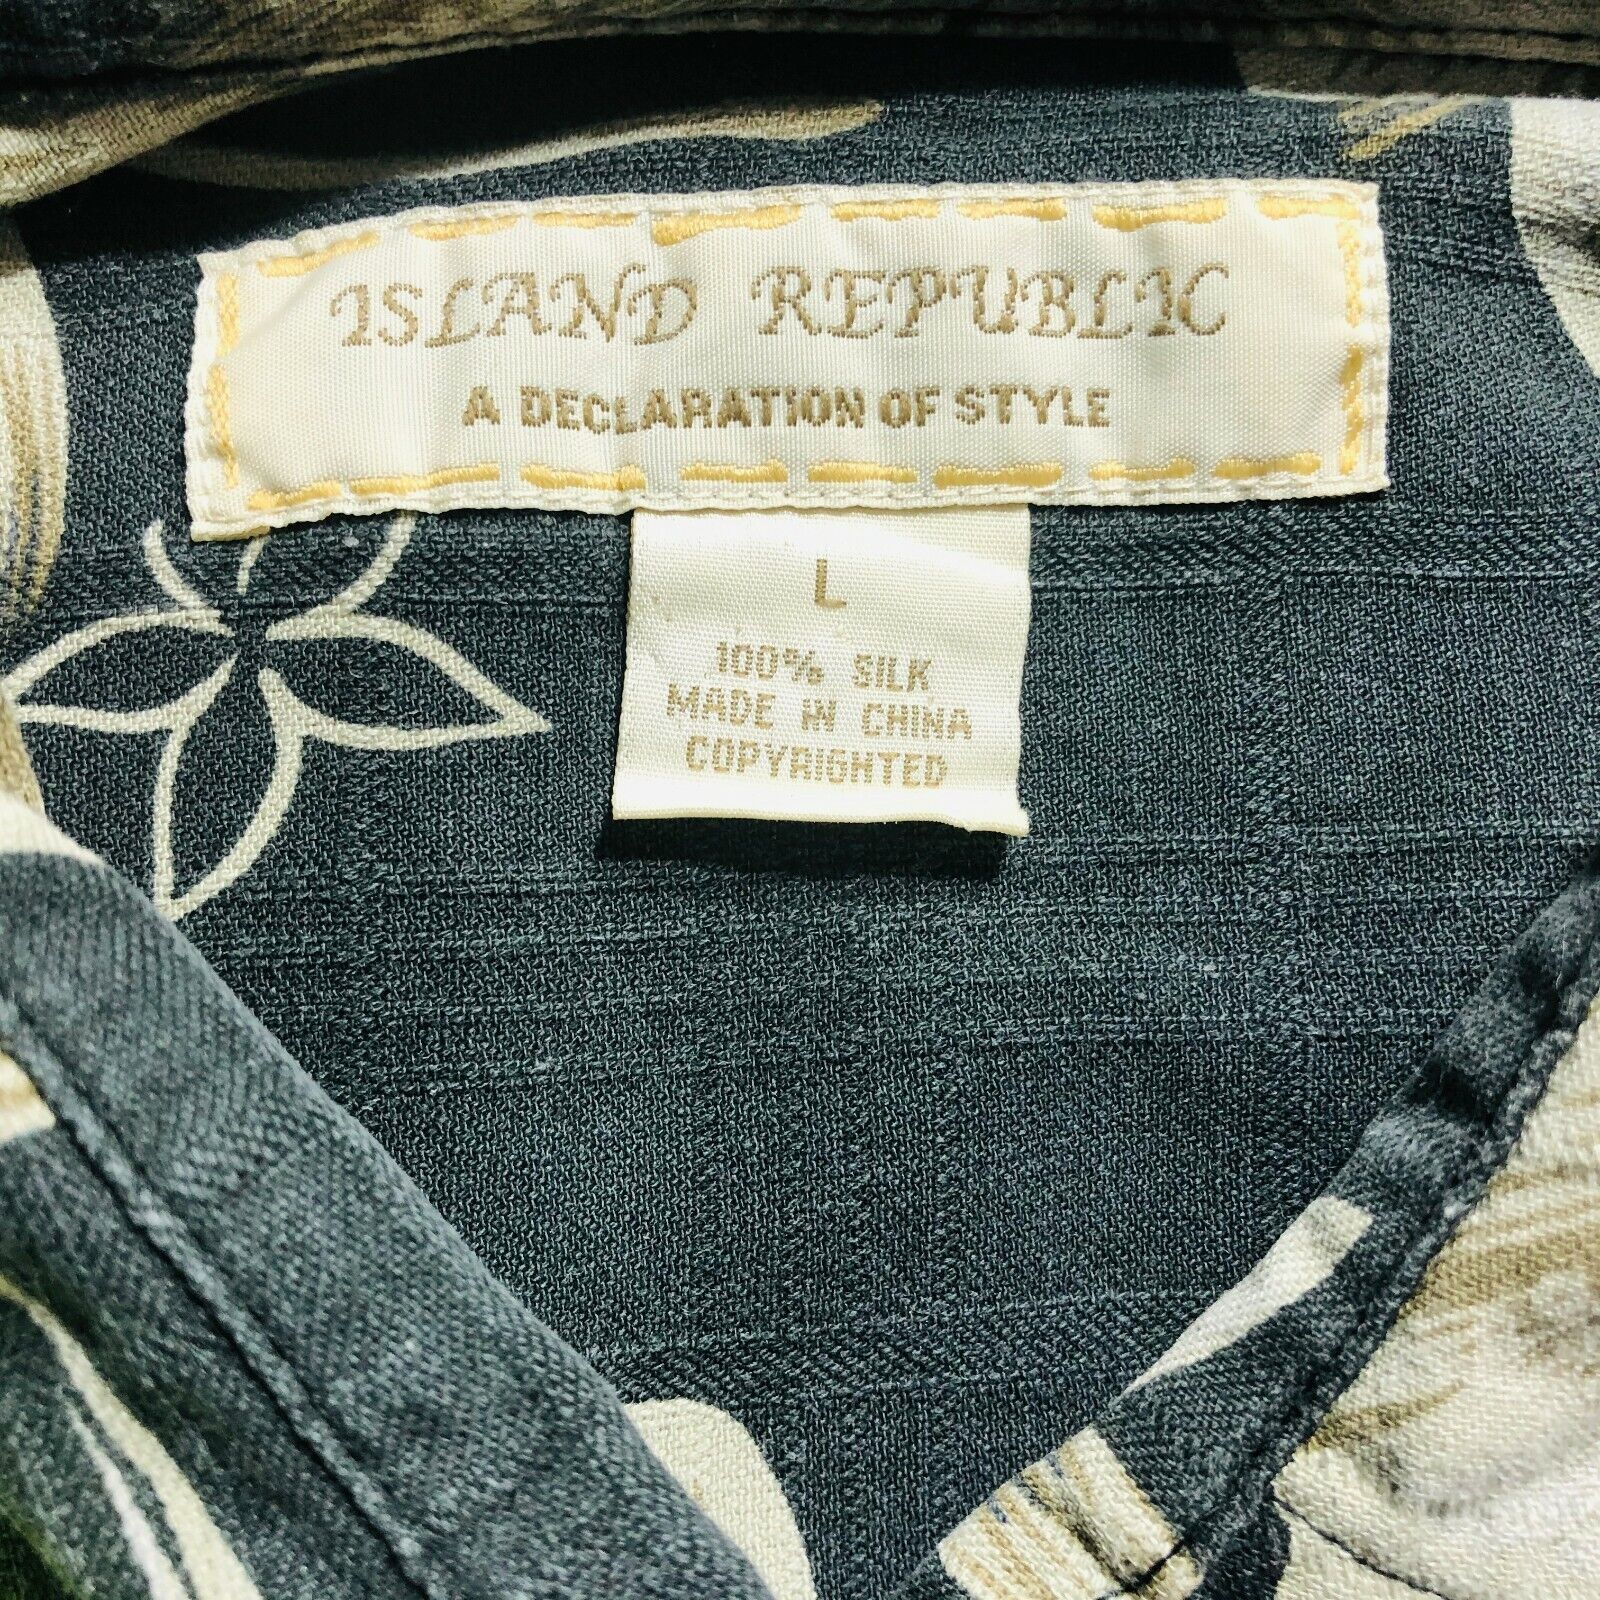 ISLAND REPUBLIC
A DECLARATION OF STYLE
L
100% SILK
MADE IN CHINA
COPYRIGHTED